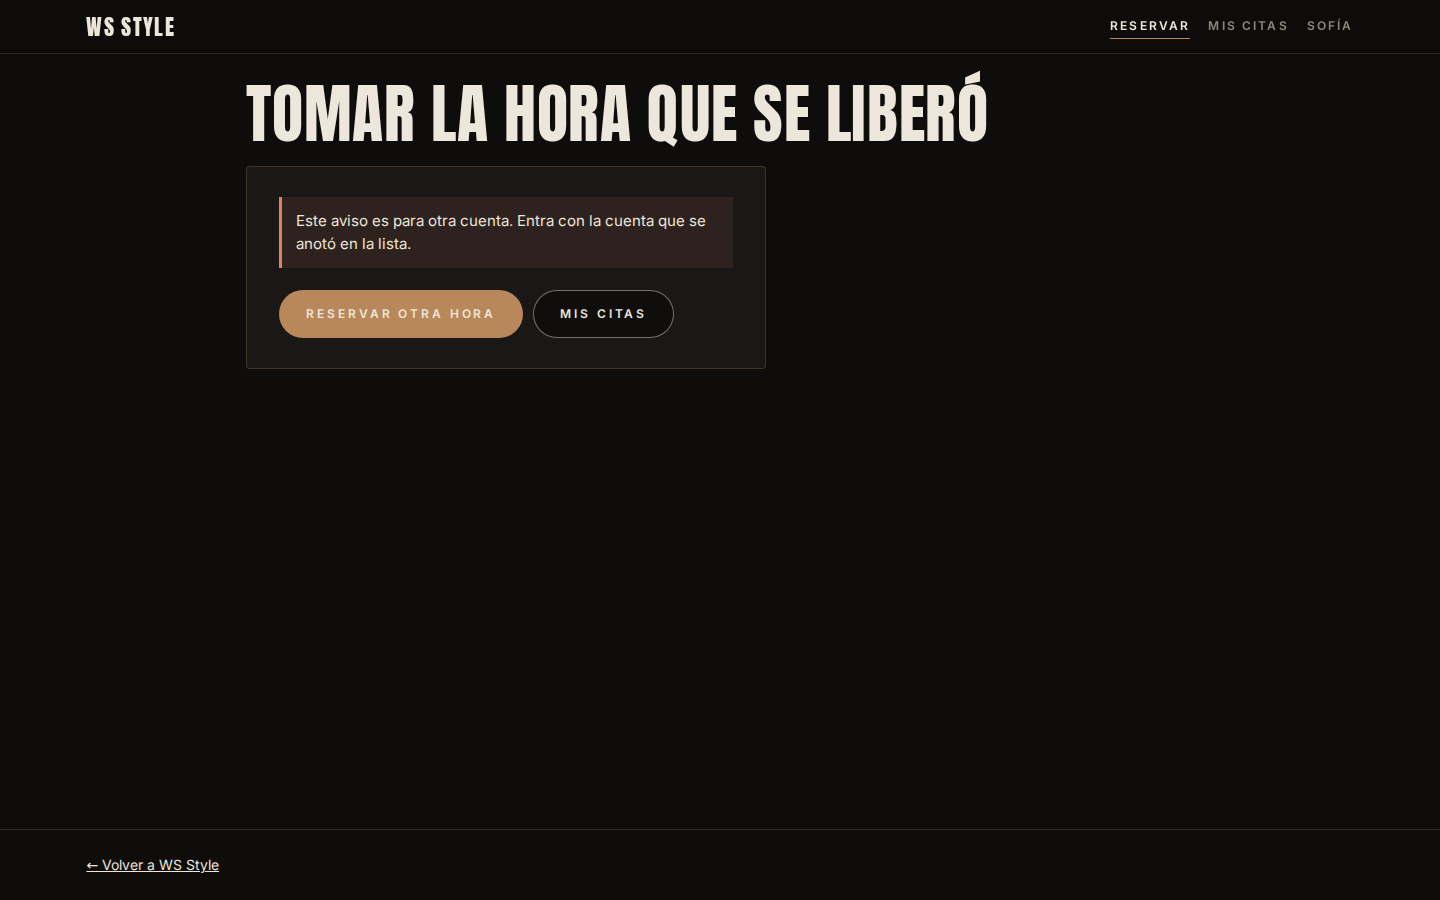 WS STYLE
RESERVAR MIS CITAS SOFÍA
TOMAR LA HORA QUE SE LIBERÓ
Este aviso es para otra cuenta. Entra con la cuenta que se
anotó en la lista.
RESERVAR OTRA HORA MIS CITAS
← Volver a WS Style